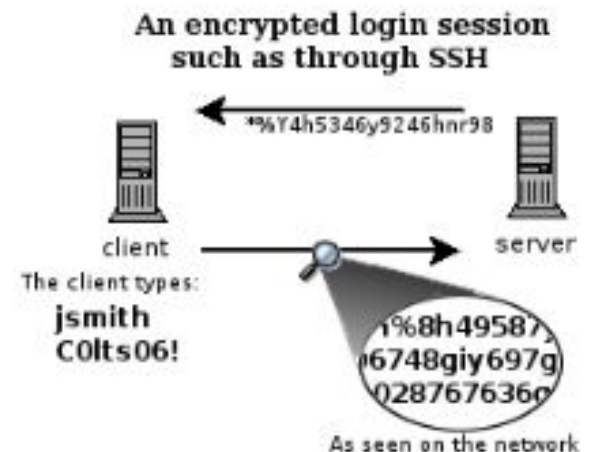 An encrypted login session
such as through SSH
*%Y4h5346y9246hnr98
client
server
The client types:
jsmith
C0lts06!
%8h49587
6748giy697g
028767636
As seen on the network